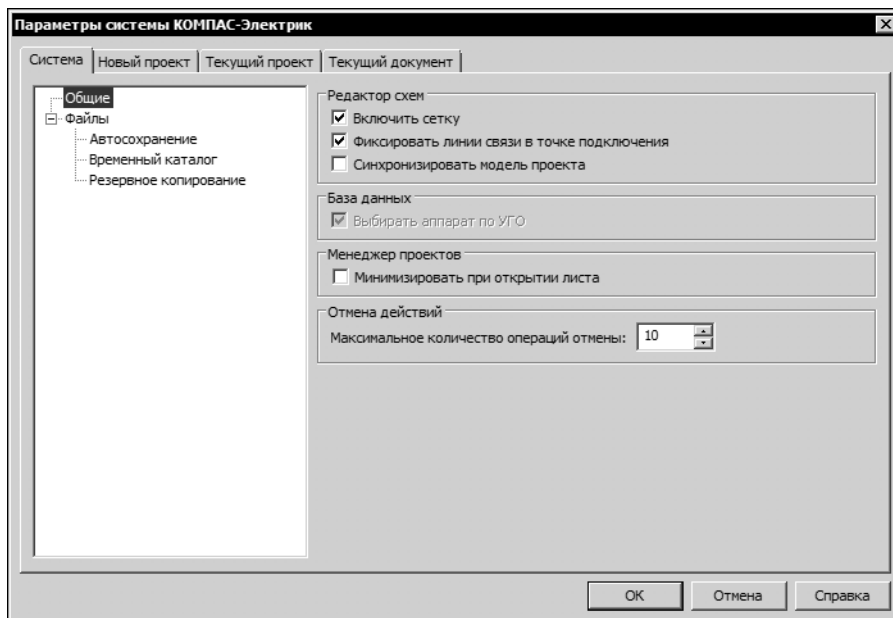 Параметры системы КОМПАС-Электрик
Система
Новый проект
Текущий проект
Текущий документ
Общие
Файлы
Автосохранение
Временный каталог
Резервное копирование
Редактор схем
Включить сетку
Фиксировать линии связи в точке подключения
Синхронизировать модель проекта
База данных
Выбирать аппарат по УГО
Менеджер проектов
Минимизировать при открытии листа
Отмена действий
Максимальное количество операций отмены: 10
OK
Отмена
Справка